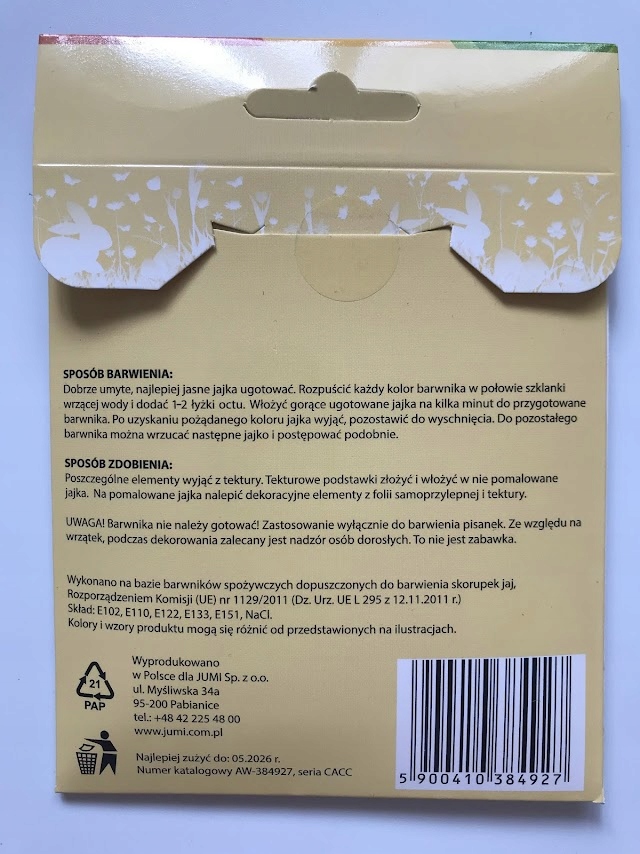 SPOSÓB BARWIENIA:
Dobrze umyte, najlepiej jasne jajka ugotować. Rozpuścić każdy kolor barwnika w połowie szklanki
wrzącej wody i dodać 1-2 łyżki octu. Włożyć gorące ugotowane jajka na kilka minut do przygotowane
barwnika. Po uzyskaniu pożądanego koloru jajka wyjąć, pozostawić do wyschnięcia. Do pozostałego
barwnika można wrzucać następne jajko i postępować podobnie.
SPOSÓB ZDOBIENIA:
Poszczególne elementy wyjąć z tektury. Tekturowe podstawki złożyć i włożyć w nie pomalowane
jajka. Na pomalowane jajka nalepić dekoracyjne elementy z folii samoprzylepnej i tektury.
UWAGA! Barwnika nie należy gotować! Zastosowanie wyłącznie do barwienia pisanek. Ze względu na
wrzątek, podczas dekorowania zalecany jest nadzór osób dorosłych. To nie jest zabawka.
Wykonano na bazie barwników spożywczych dopuszczonych do barwienia skorupek jaj,
Rozporządzeniem Komisji (UE) nr 1129/2011 (Dz. Urz. UE L 295 z 12.11.2011 r.)
Skład: E102, E110, E122, E133, E151, NaCl.
Kolory i wzory produktu mogą się różnić od przedstawionych na ilustracjach.
21
PAP
Wyprodukowano
w Polsce dla JUMI Sp. z o.o.
ul. Myśliwska 34a
95-200 Pabianice
tel.: +48 42 225 48 00
www.jumi.com.pl
Najlepiej zużyć do: 05.2026 r.
Numer katalogowy AW-384927, seria CACC
5 900410 384927